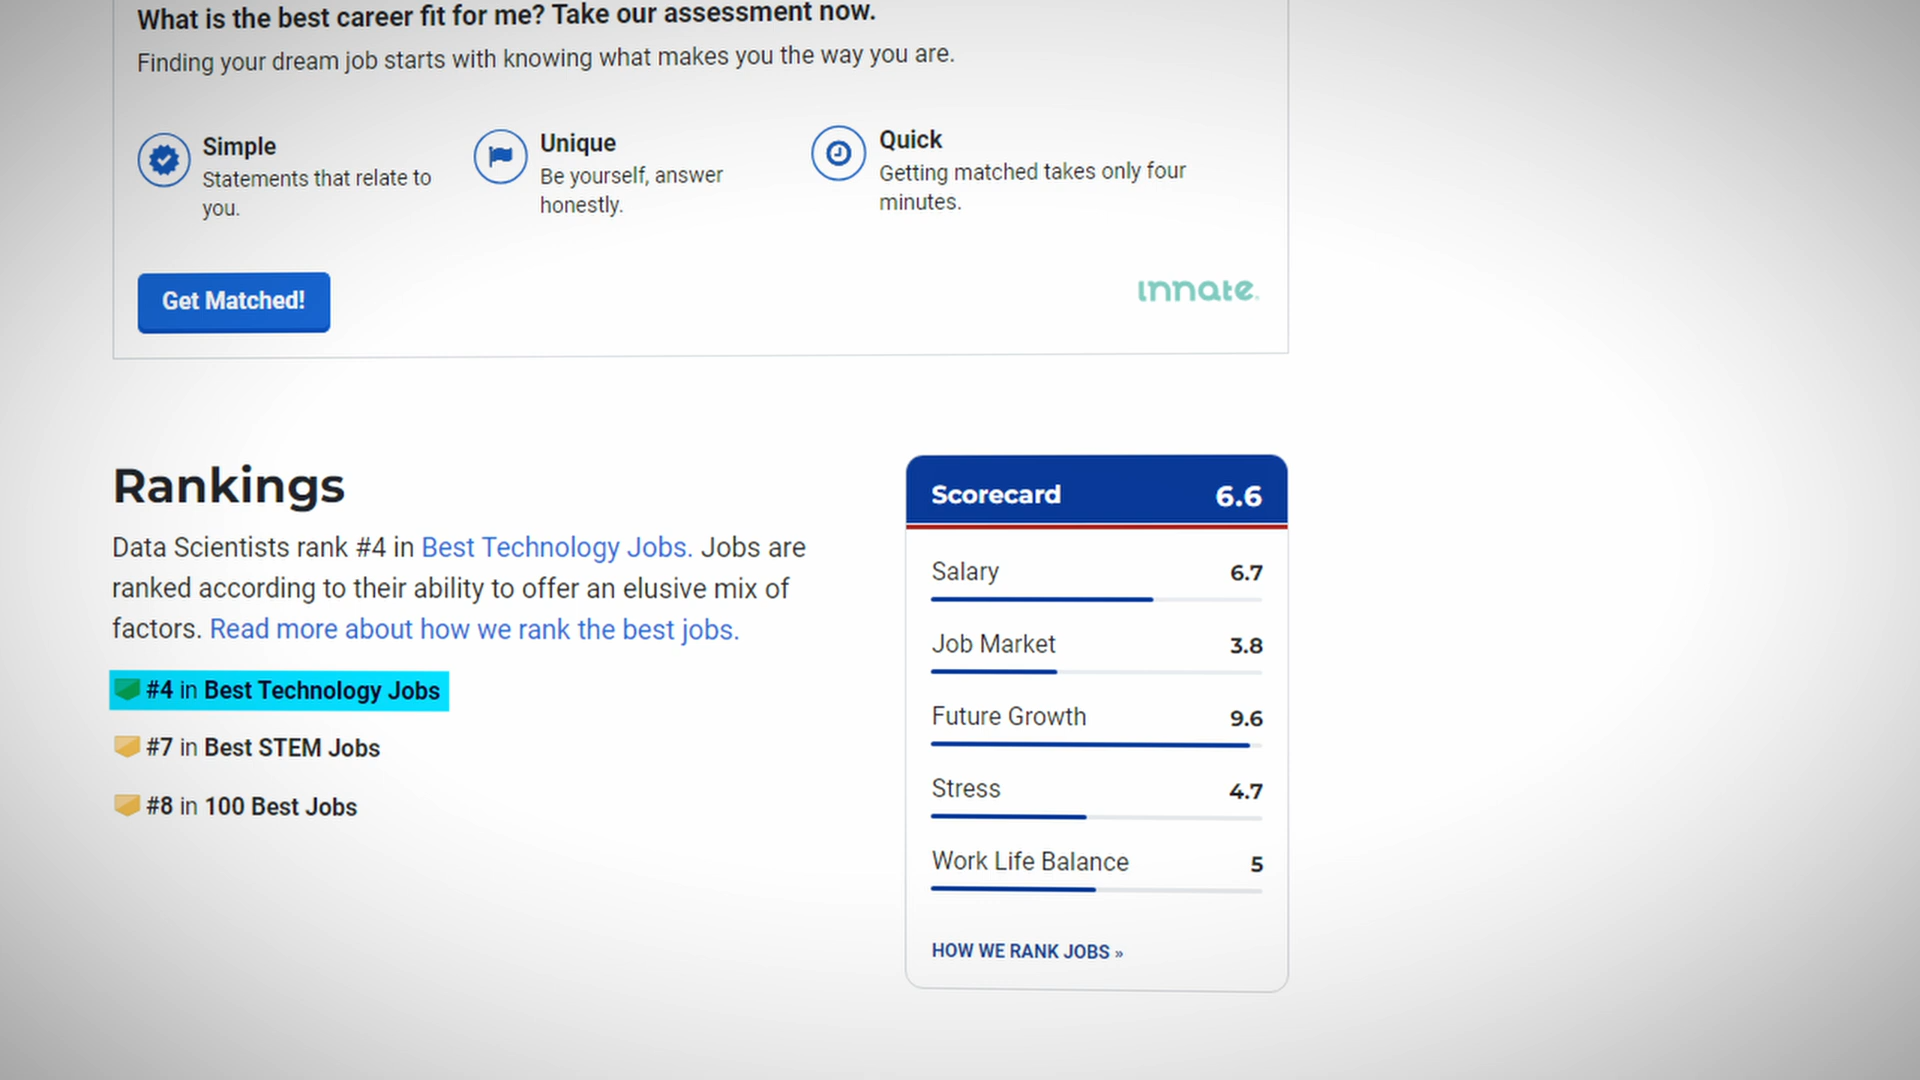 What is the best career fit for me? Take our assessment now.
Finding your dream job starts with knowing what makes you the way you are.
Simple
Statements that relate to
you.
Unique
Be yourself, answer
honestly.
Quick
Getting matched takes only four
minutes.
Get Matched!
innate.
Rankings
Data Scientists rank #4 in Best Technology Jobs. Jobs are
ranked according to their ability to offer an elusive mix of
factors. Read more about how we rank the best jobs.
#4 in Best Technology Jobs
#7 in Best STEM Jobs
#8 in 100 Best Jobs
Scorecard 6.6
Salary 6.7
Job Market 3.8
Future Growth 9.6
Stress 4.7
Work Life Balance 5
HOW WE RANK JOBS »